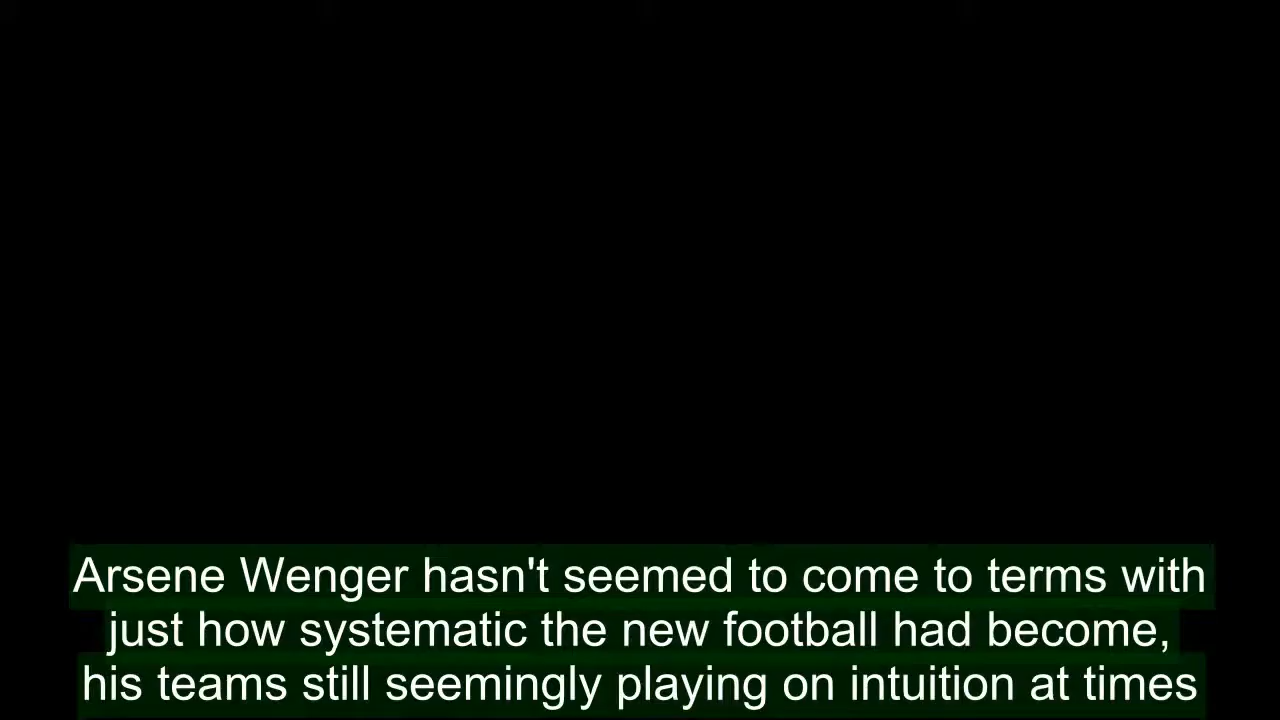 Arsene Wenger hasn't seemed to come to terms with
just how systematic the new football had become,
his teams still seemingly playing on intuition at times